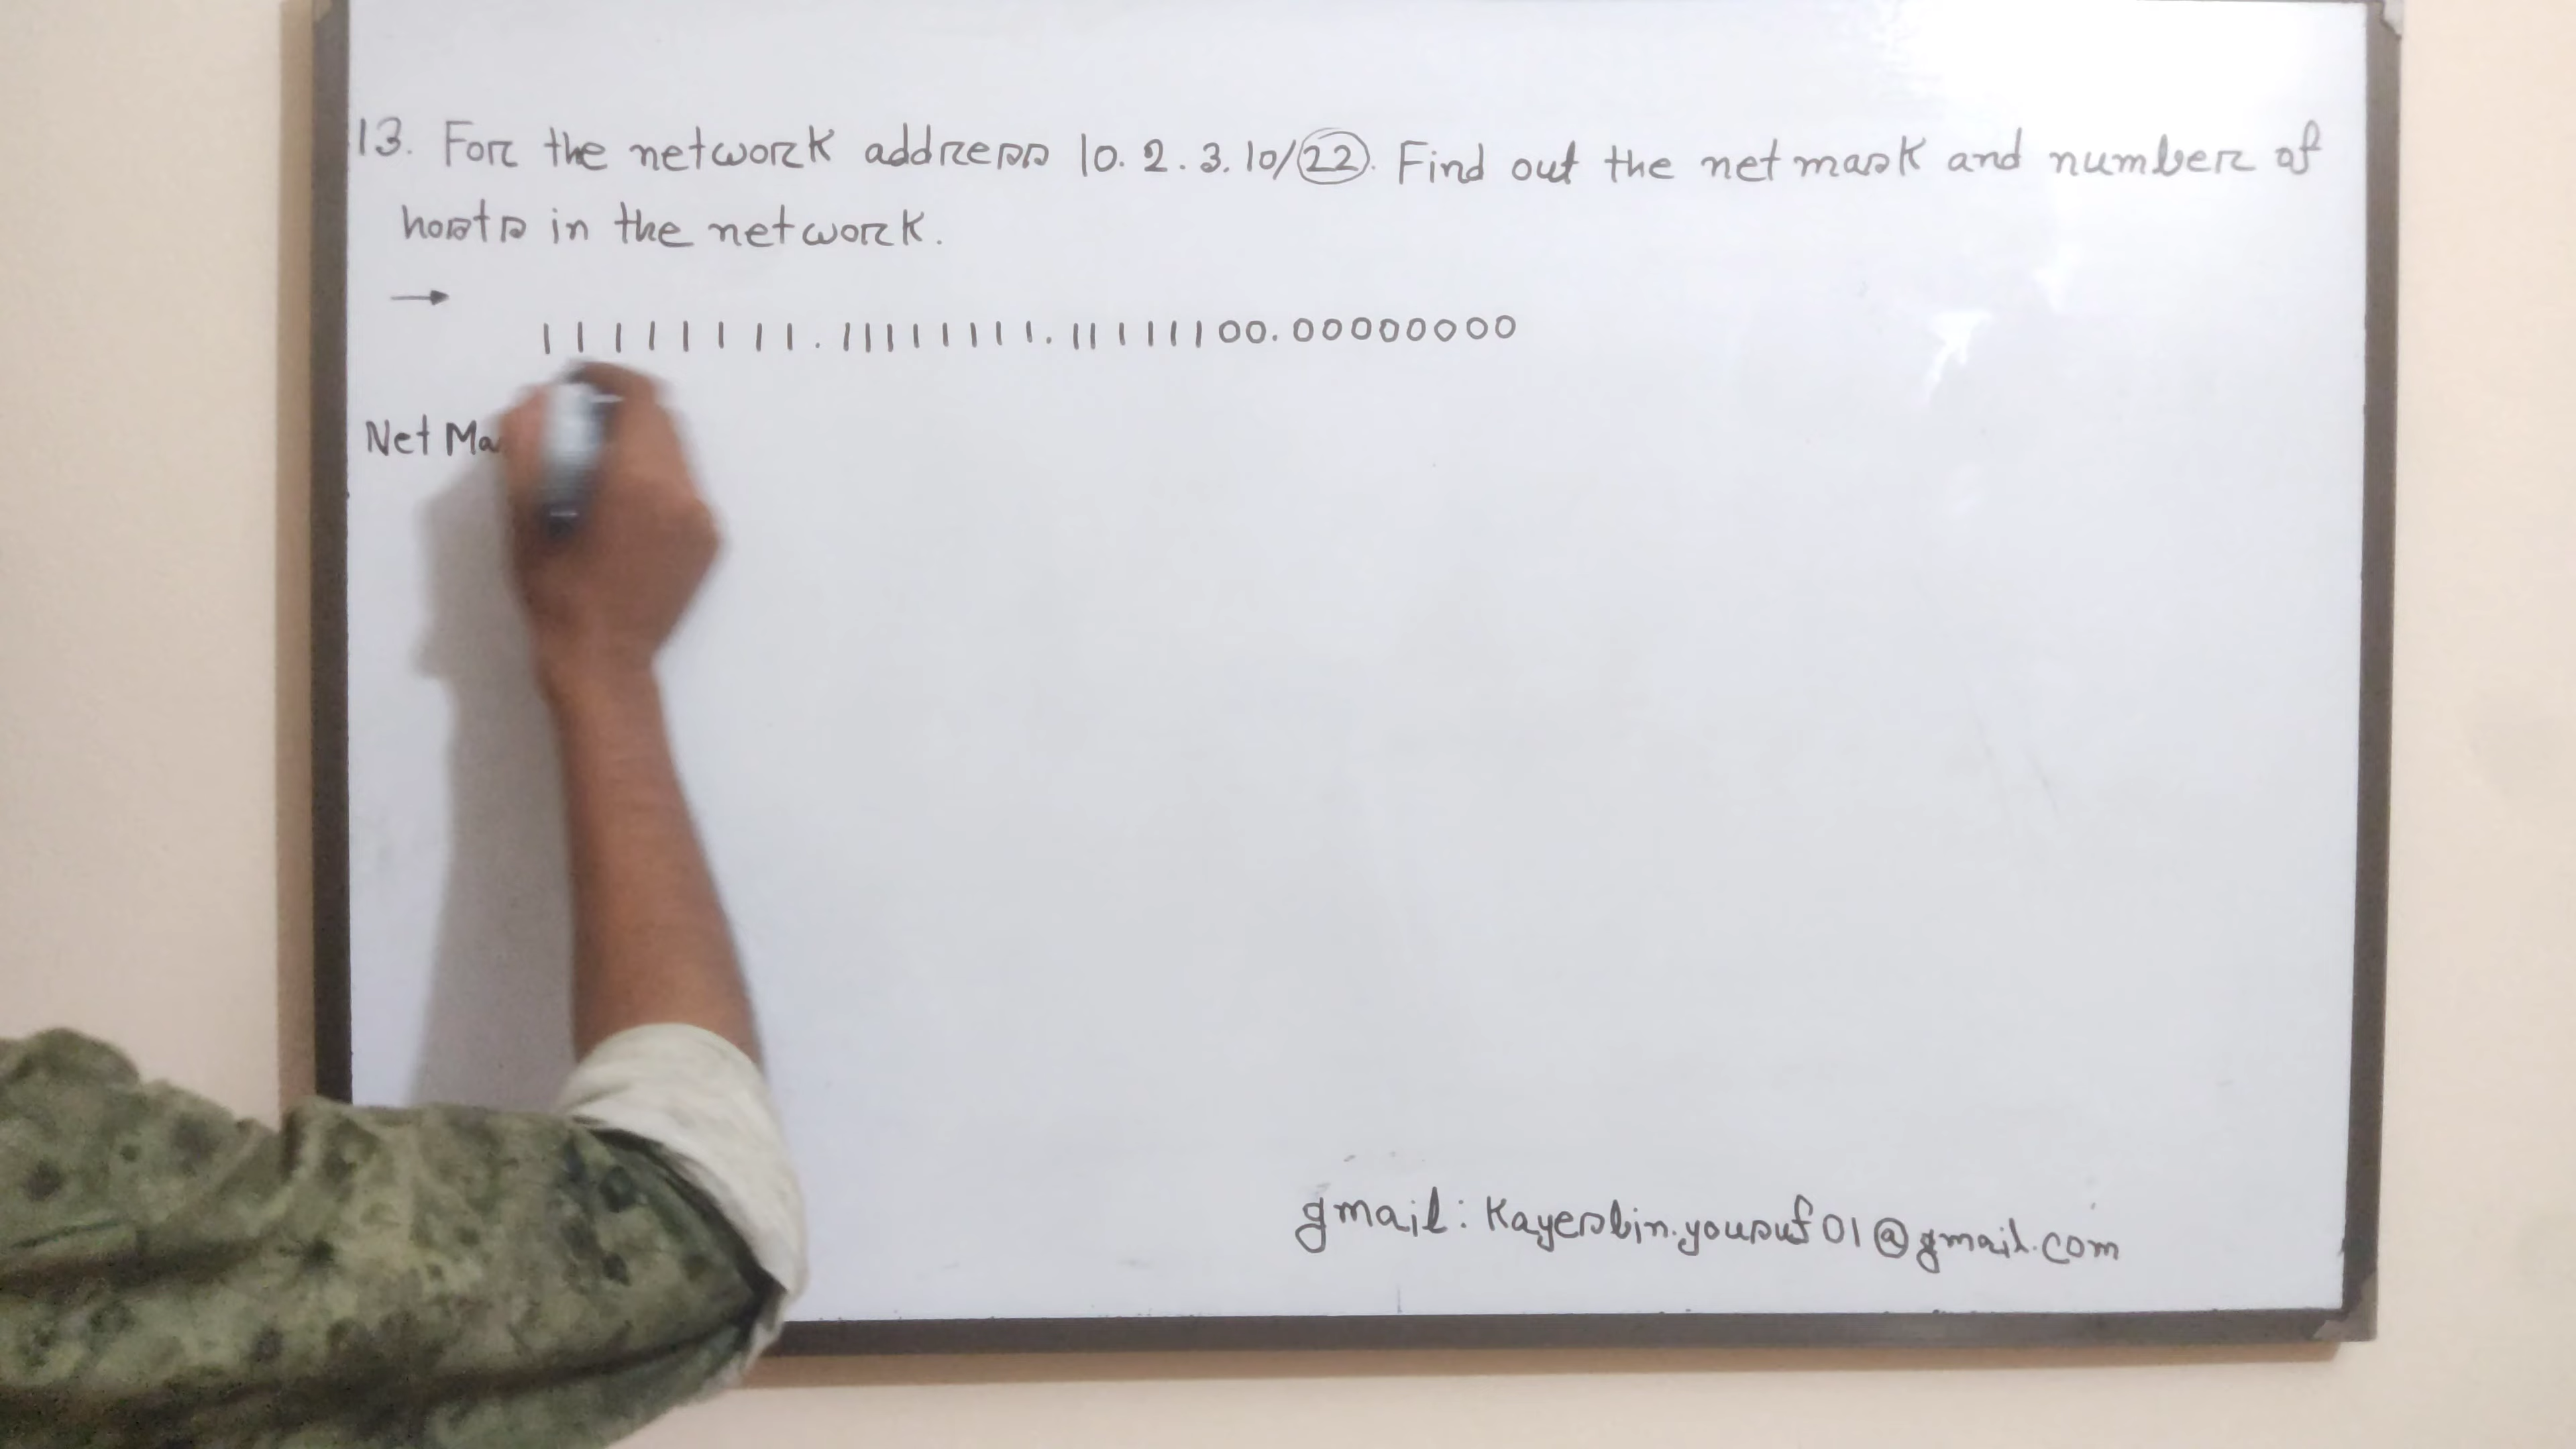 13. For the network address 10.2.3.10/22. Find out the net mask and number of
hosts in the network.
→
11111111.11111111.11111100.00000000
Net Ma
gmail: Kayesbin.yousuf01@gmail.com